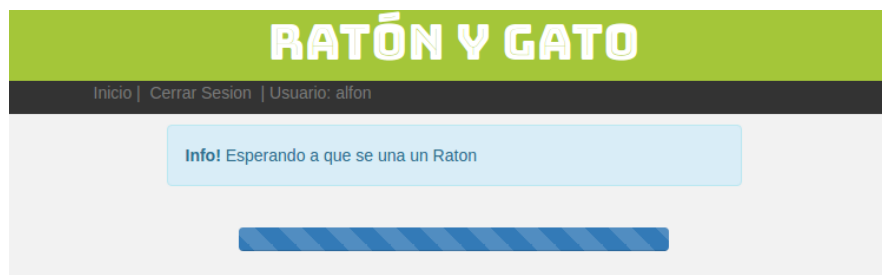 RATÓN Y GATO
Inicio | Cerrar Sesion | Usuario: alfon
Info! Esperando a que se una un Raton